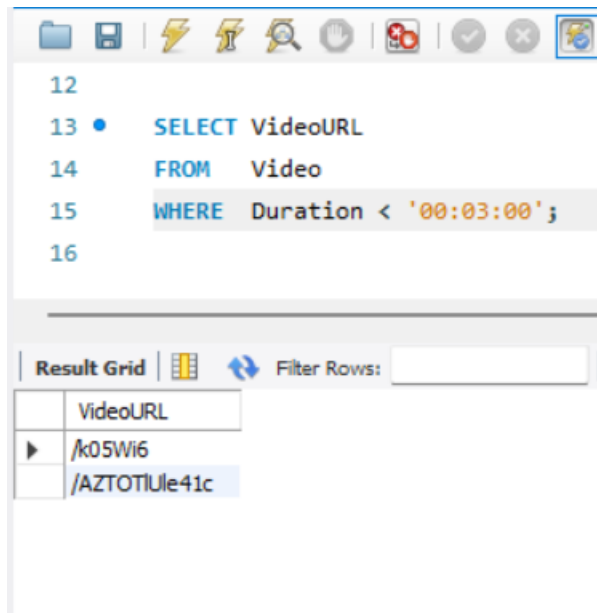 12
13 SELECT VideoURL
14 FROM Video
15 WHERE Duration < '00:03:00';
16
Result Grid Filter Rows:
VideoURL
/k05Wi6
/AZTOTlUle41c